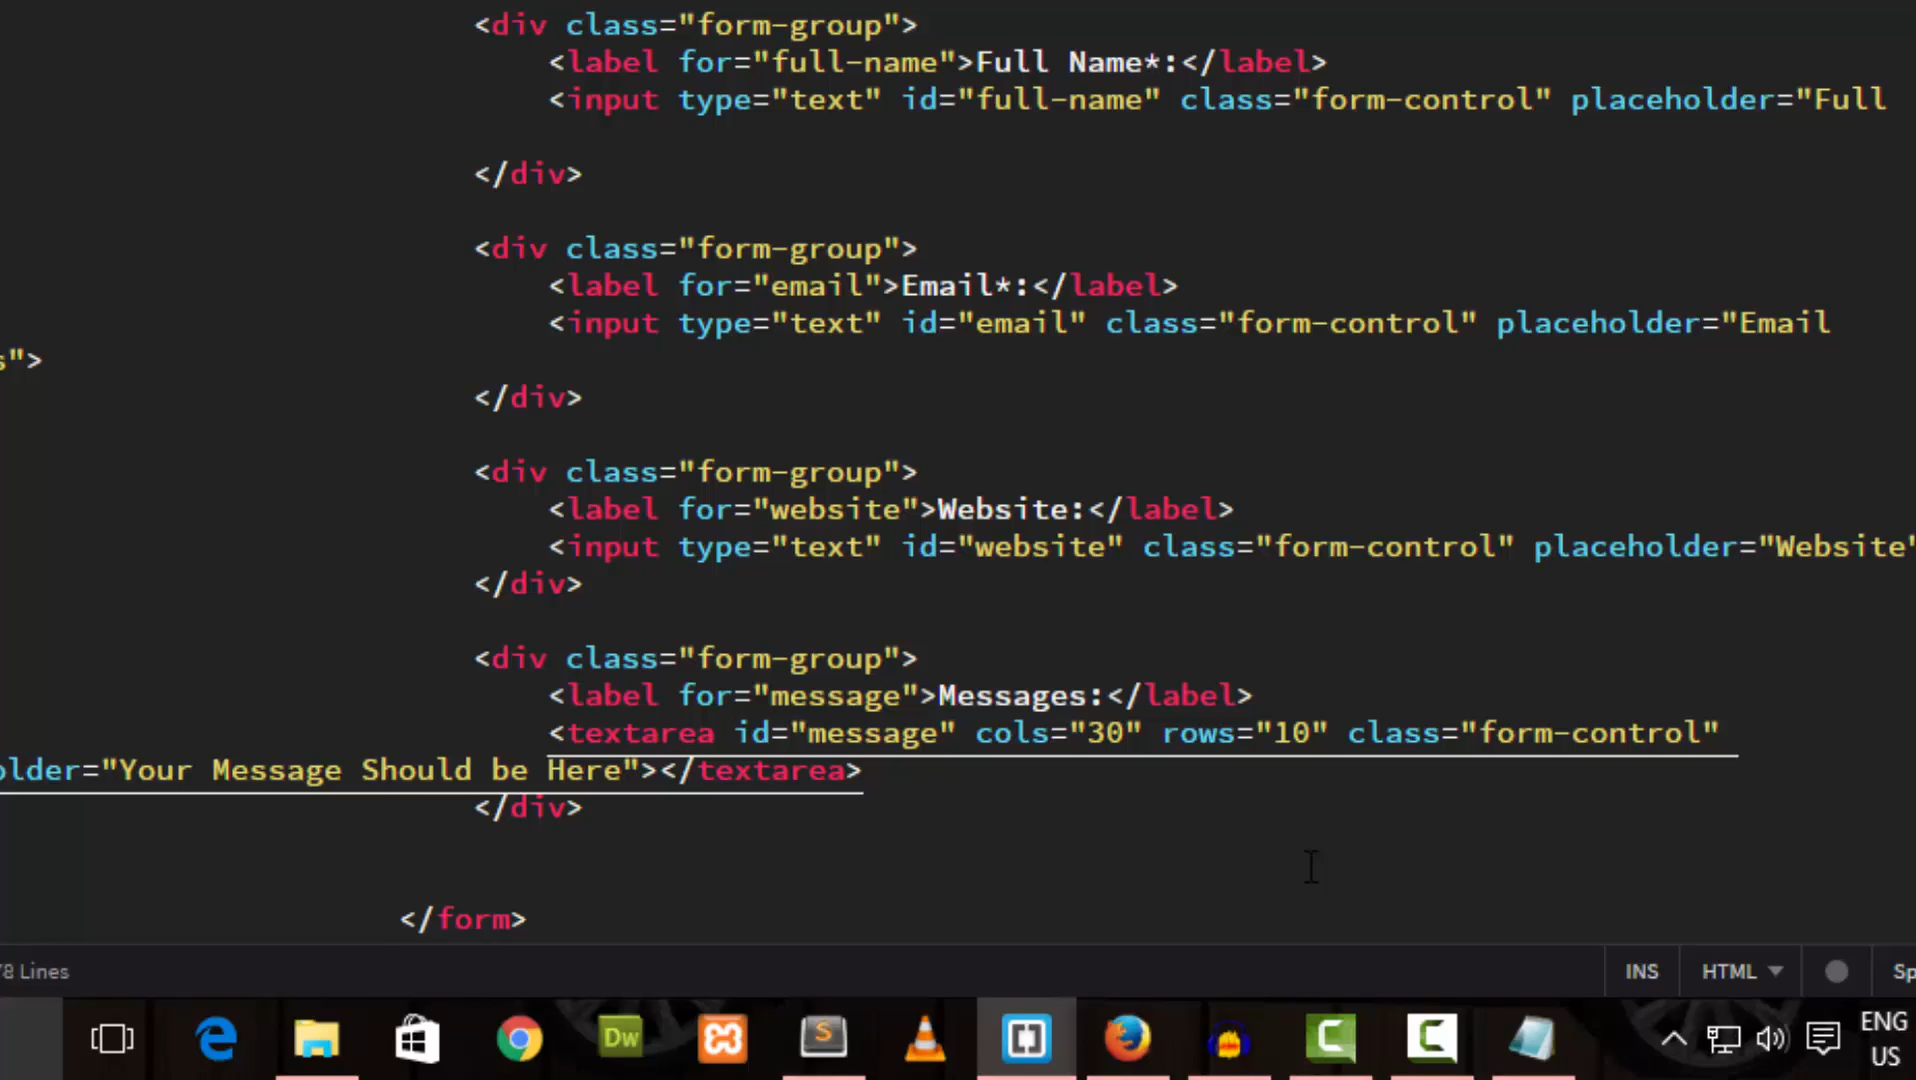 <div class="form-group">
<label for="full-name">Full Name*:</label>
<input type="text" id="full-name" class="form-control" placeholder="Full
</div>
<div class="form-group">
<label for="email">Email*:</label>
<input type="text" id="email" class="form-control" placeholder="Email
s">
</div>
<div class="form-group">
<label for="website">Website:</label>
<input type="text" id="website" class="form-control" placeholder="Website"
</div>
<div class="form-group">
<label for="message">Messages:</label>
<textarea id="message" cols="30" rows="10" class="form-control"
older="Your Message Should be Here"></textarea>
</div>
</form>
78 Lines
INS
HTML
Sp
Dw
S
ENG
US